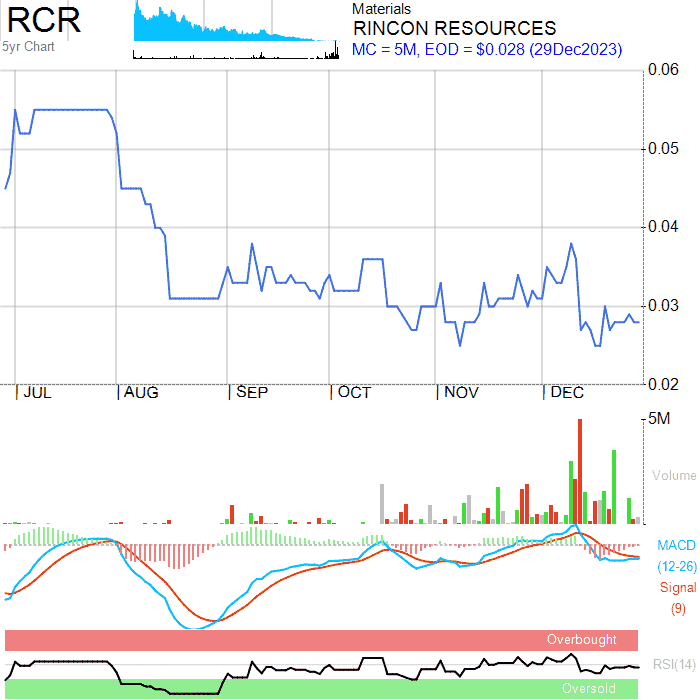 RCR
5yr Chart
Materials
RINCON RESOURCES
MC = 5M, EOD = $0.028 (29Dec2023)
0.06
0.05
0.04
0.03
0.02
JUL AUG SEP OCT NOV DEC
5M
Volume
MACD
(12-26)
Signal
(9)
Overbought
RSI(14)
Oversold